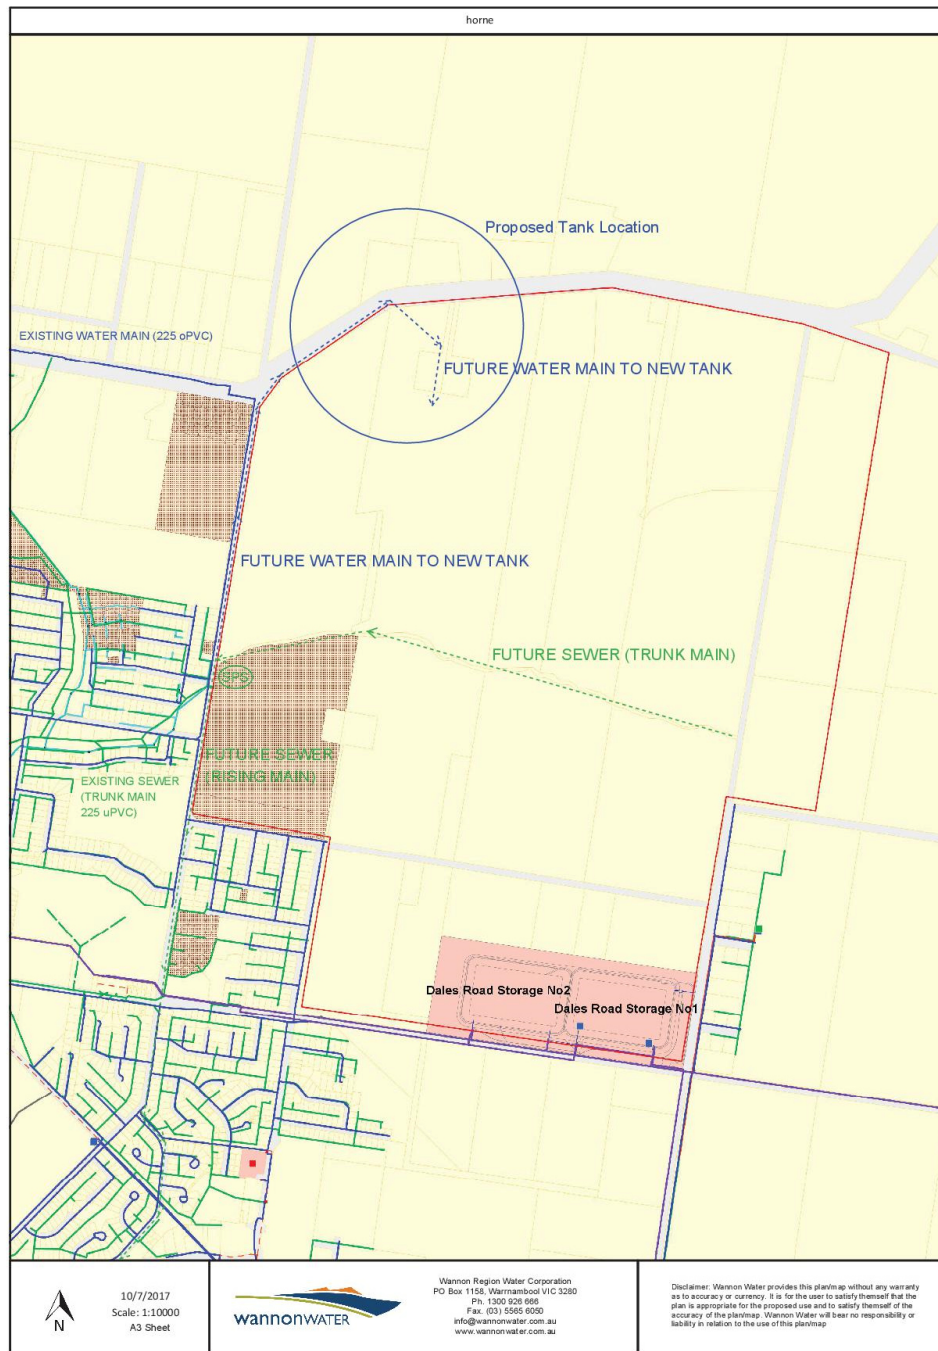 horne
Proposed Tank Location
EXISTING WATER MAIN (225 oPVC)
FUTURE WATER MAIN TO NEW TANK
FUTURE WATER MAIN TO NEW TANK
FUTURE SEWER (TRUNK MAIN)
SPS
FUTURE SEWER
(RISING MAIN)
EXISTING SEWER
(TRUNK MAIN
225 uPVC)
Dales Road Storage No2
Dales Road Storage No1
N
10/7/2017
Scale: 1:10000
A3 Sheet
wannonWATER
Wannon Region Water Corporation
PO Box 1158, Warrnambool VIC 3280
Ph. 1300 926 666
Fax. (03) 5565 6050
info@wannonwater.com.au
www.wannonwater.com.au
Disclaimer: Wannon Water provides this plan/map without any warranty
as to accuracy or currency. It is for the user to satisfy themself that the
plan is appropriate for the proposed use and to satisfy themself of the
accuracy of the plan/map. Wannon Water will bear no responsibility or
liability in relation to the use of this plan/map